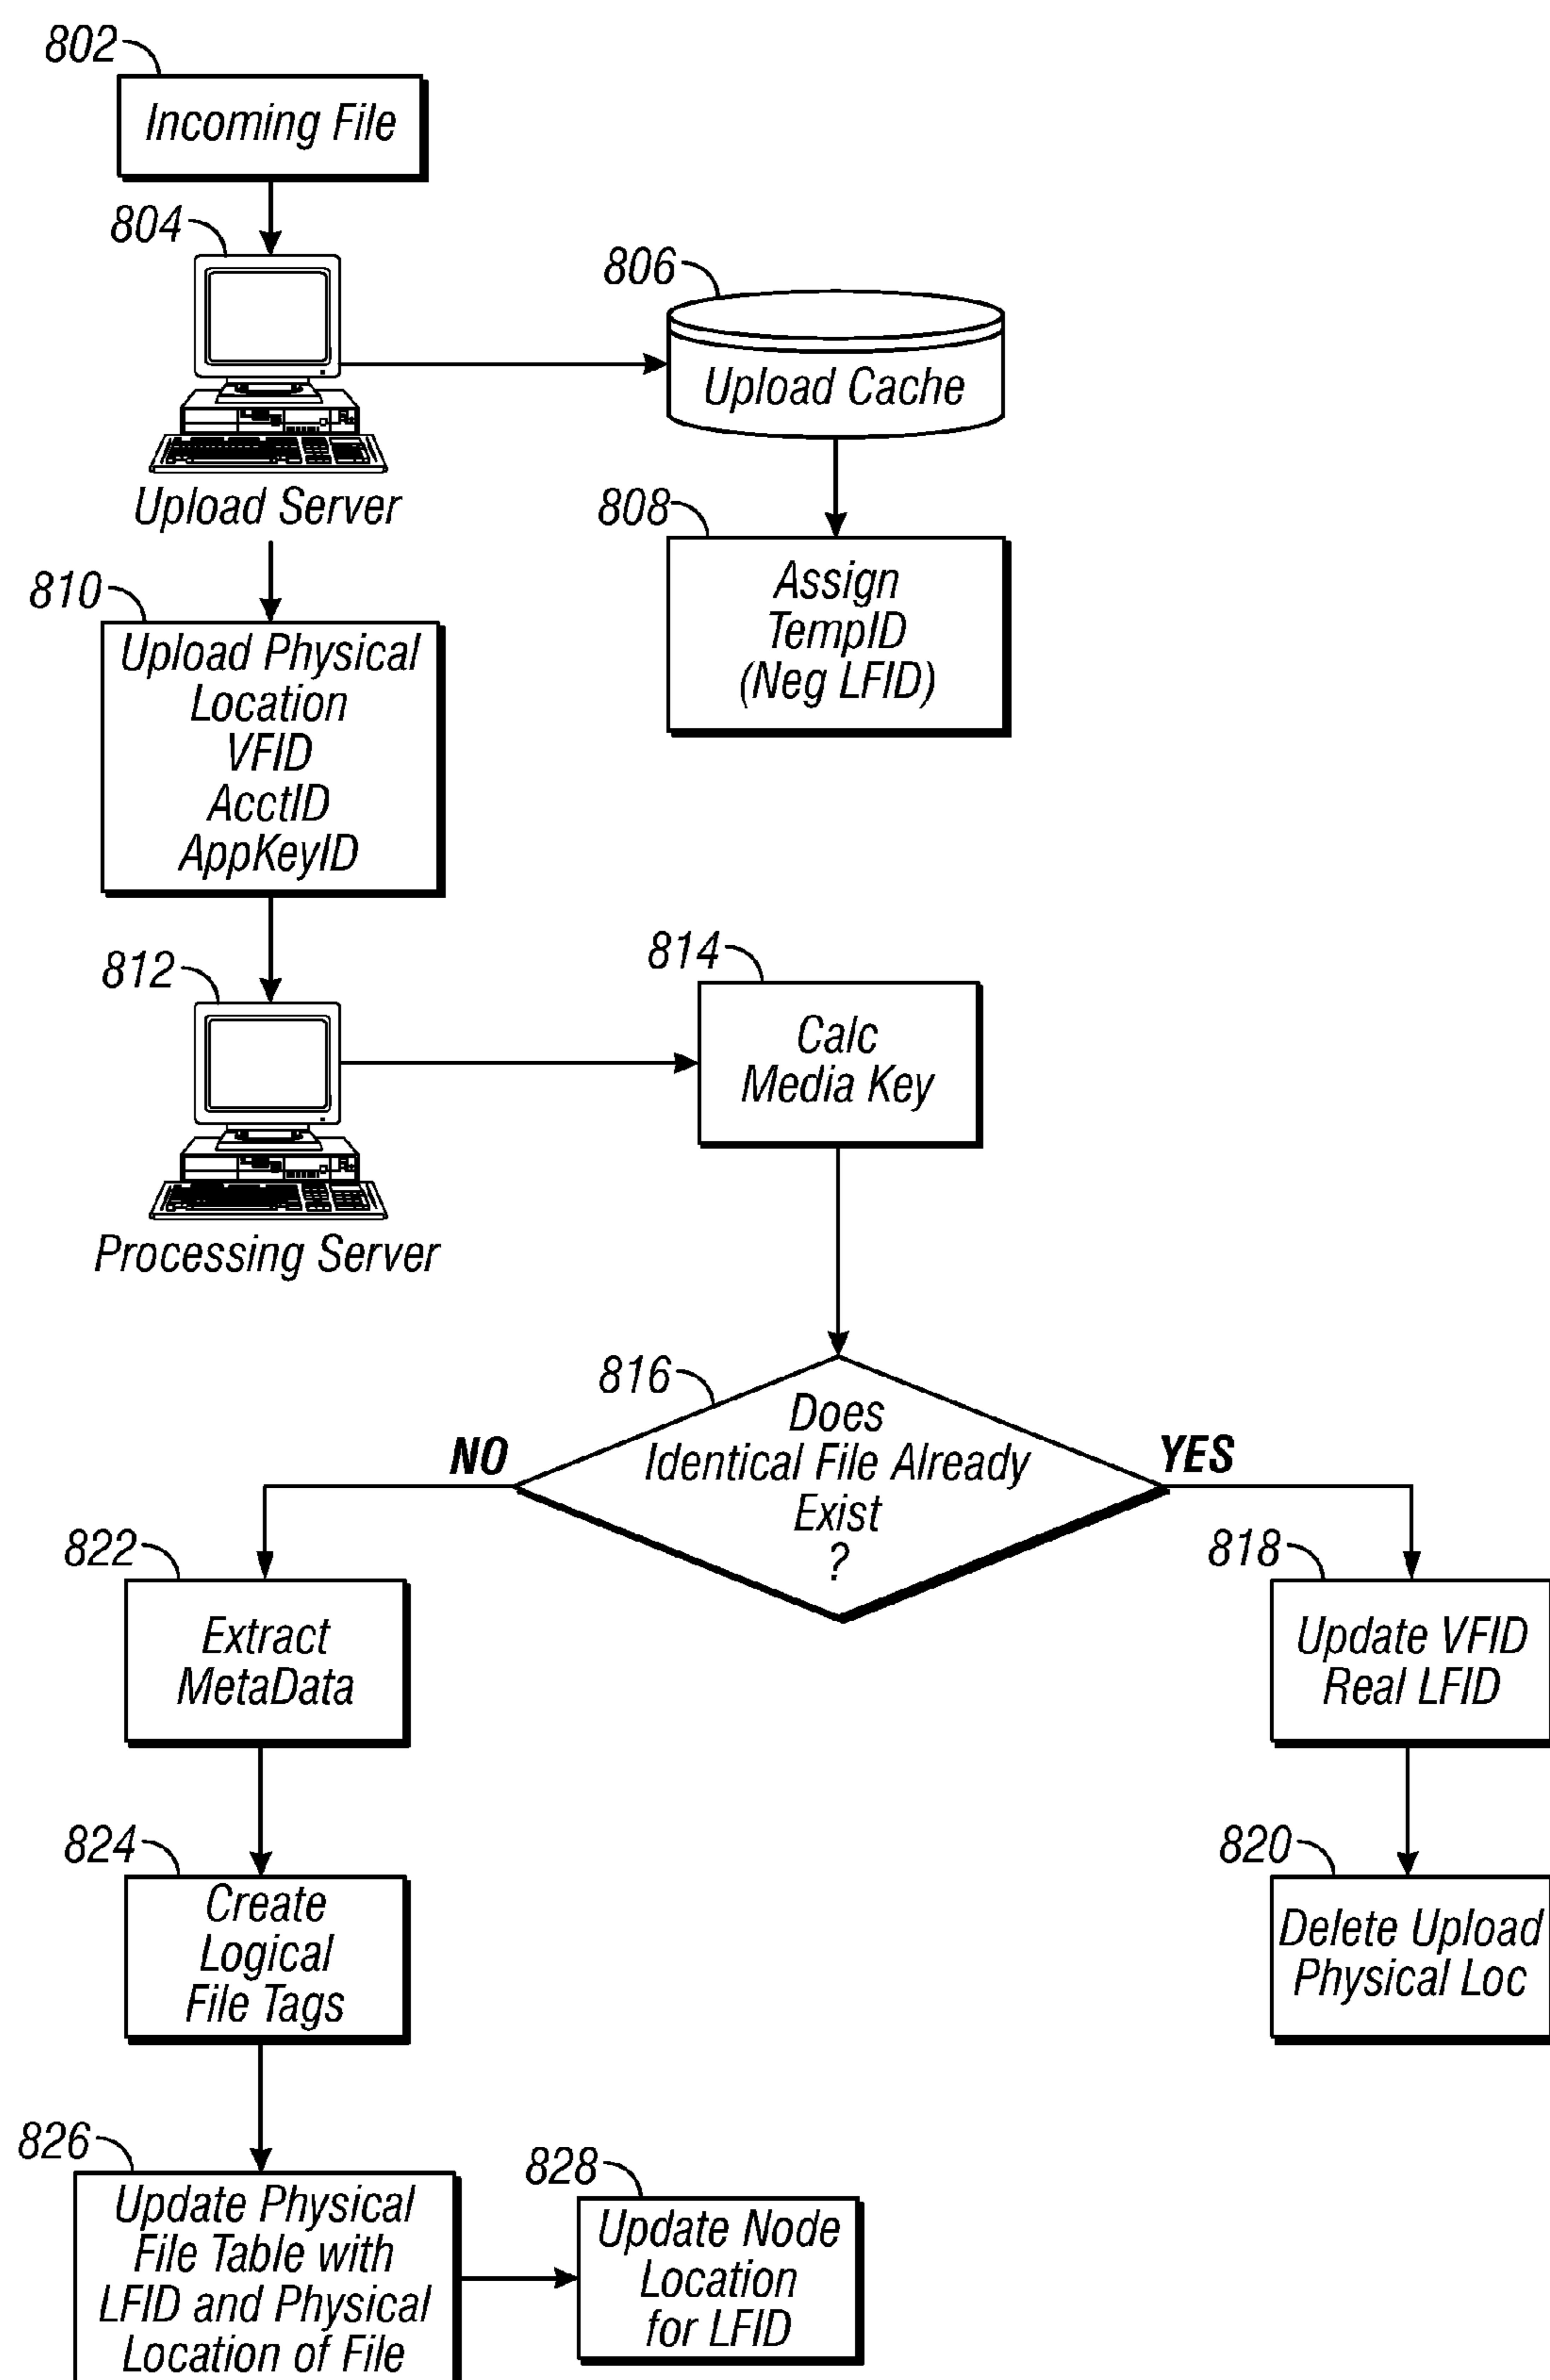 802
Incoming File
804
Upload Server
806
Upload Cache
808
Assign
TempID
(Neg LFID)
810
Upload Physical
Location
VFID
AcctID
AppKeyID
812
Processing Server
814
Calc
Media Key
816
Does
Identical File Already
Exist
?
NO
YES
822
Extract
MetaData
818
Update VFID
Real LFID
824
Create
Logical
File Tags
820
Delete Upload
Physical Loc
826
Update Physical
File Table with
LFID and Physical
Location of File
828
Update Node
Location
for LFID